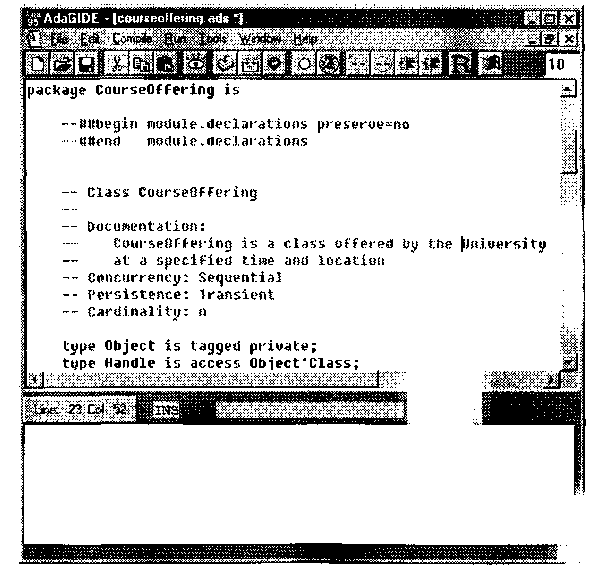 AdaGIDE - [courseoffering.ads *]
File Edit Compile Run Tools Window Help
R 10
package CourseOffering is
--##begin module.declarations preserve=no
--##end module.declarations
-- Class CourseOffering
--
-- Documentation:
-- CourseOffering is a class offered by the University
-- at a specified time and location
-- Concurrency: Sequential
-- Persistence: Transient
-- Cardinality: n
type Object is tagged private;
type Handle is access Object'Class;
Line: 23 Col: 52 INS